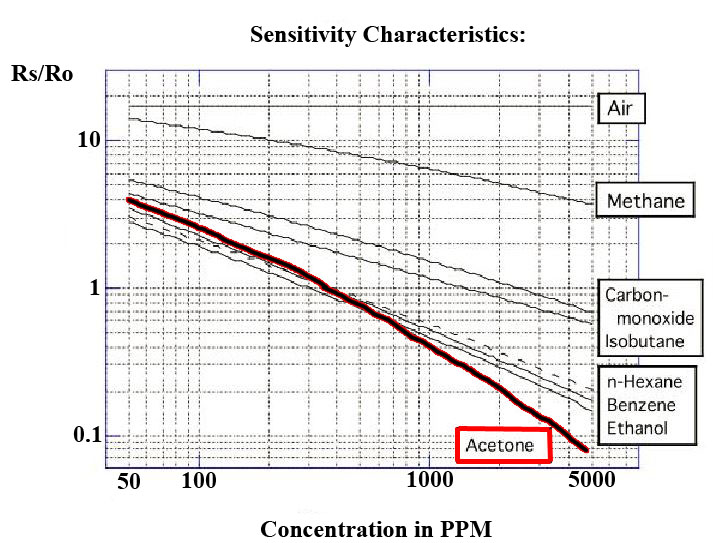 Sensitivity Characteristics:
Rs/Ro
Air
10
Methane
1
Carbon-
monoxide
Isobutane
n-Hexane
Benzene
Ethanol
0.1
Acetone
50 100 1000 5000
Concentration in PPM